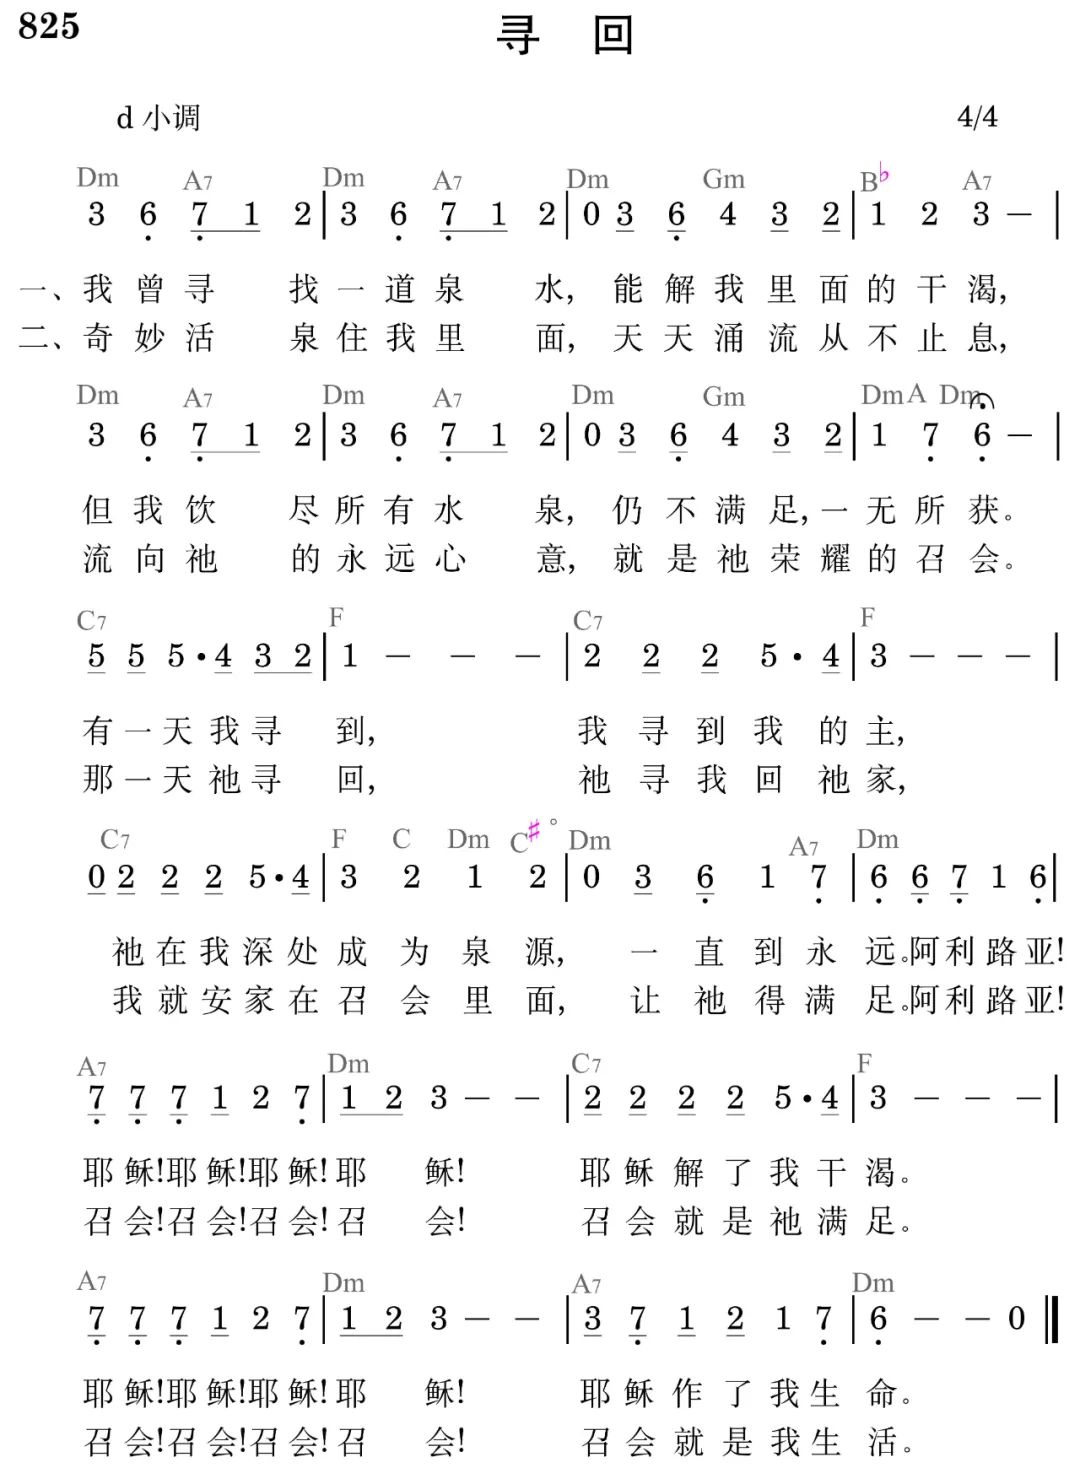 825
寻 回
d 小调 4/4
Dm A7 Dm A7 Dm Gm B♭ A7
3 6̣ 7̣ 1 2 | 3 6̣ 7̣ 1 2 | 0 3 6̣ 4 3 2 | 1 2 3 — |
一、我曾寻 找一道泉 水, 能解我里面的干渴,
二、奇妙活 泉住我里 面, 天天涌流从不止息,
Dm A7 Dm A7 Dm Gm Dm A Dm
3 6̣ 7̣ 1 2 | 3 6̣ 7̣ 1 2 | 0 3 6̣ 4 3 2 | 1 7̣ 6̣ — |
但我饮 尽所有水 泉, 仍不满足,一无所获。
流向祂 的永远心 意, 就是祂荣耀的召会。
C7 F C7 F
5 5 5·4 3 2 | 1 — — — | 2 2 2 5·4 | 3 — — — |
有一天我寻 到, 我寻到我的主,
那一天祂寻 回, 祂寻我回祂家,
C7 F C Dm C♯° Dm A7 Dm
0 2 2 2 5·4 | 3 2 1 2 | 0 3 6̣ 1 7̣ | 6̣ 6̣ 7̣ 1 6̣ |
祂在我深处成为泉源, 一直到永远。阿利路亚!
我就安家在召会里面, 让祂得满足。阿利路亚!
A7 Dm C7 F
7̣ 7̣ 7̣ 1 2 7̣ | 1 2 3 — — | 2 2 2 2 5·4 | 3 — — — |
耶稣!耶稣!耶稣!耶 稣! 耶稣解了我干渴。
召会!召会!召会!召 会! 召会就是祂满足。
A7 Dm A7 Dm
7̣ 7̣ 7̣ 1 2 7̣ | 1 2 3 — — | 3 7̣ 1 2 1 7̣ | 6̣ — — 0 ‖
耶稣!耶稣!耶稣!耶 稣! 耶稣作了我生命。
召会!召会!召会!召 会! 召会就是我生活。